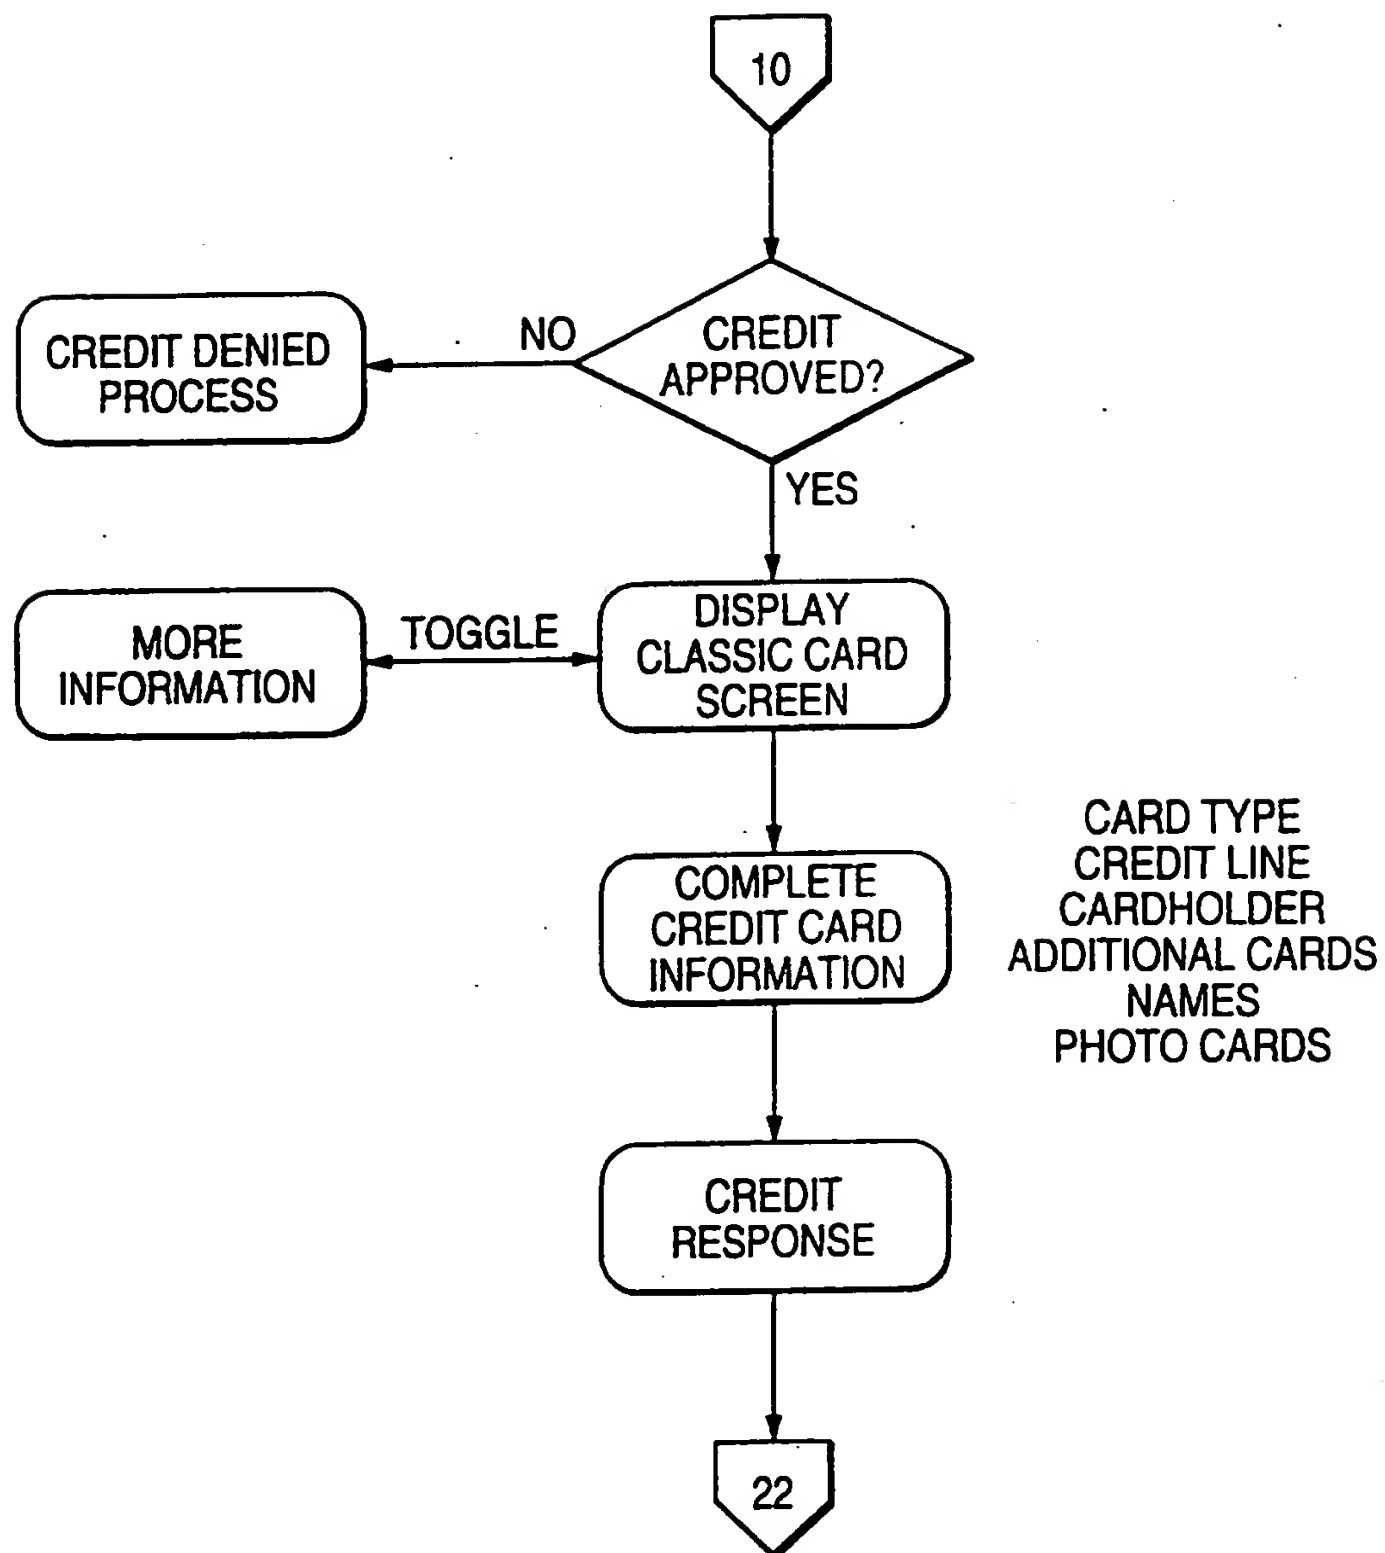 10
CREDIT
APPROVED?
NO
CREDIT DENIED
PROCESS
YES
DISPLAY
CLASSIC CARD
SCREEN
TOGGLE
MORE
INFORMATION
COMPLETE
CREDIT CARD
INFORMATION
CARD TYPE
CREDIT LINE
CARDHOLDER
ADDITIONAL CARDS
NAMES
PHOTO CARDS
CREDIT
RESPONSE
22